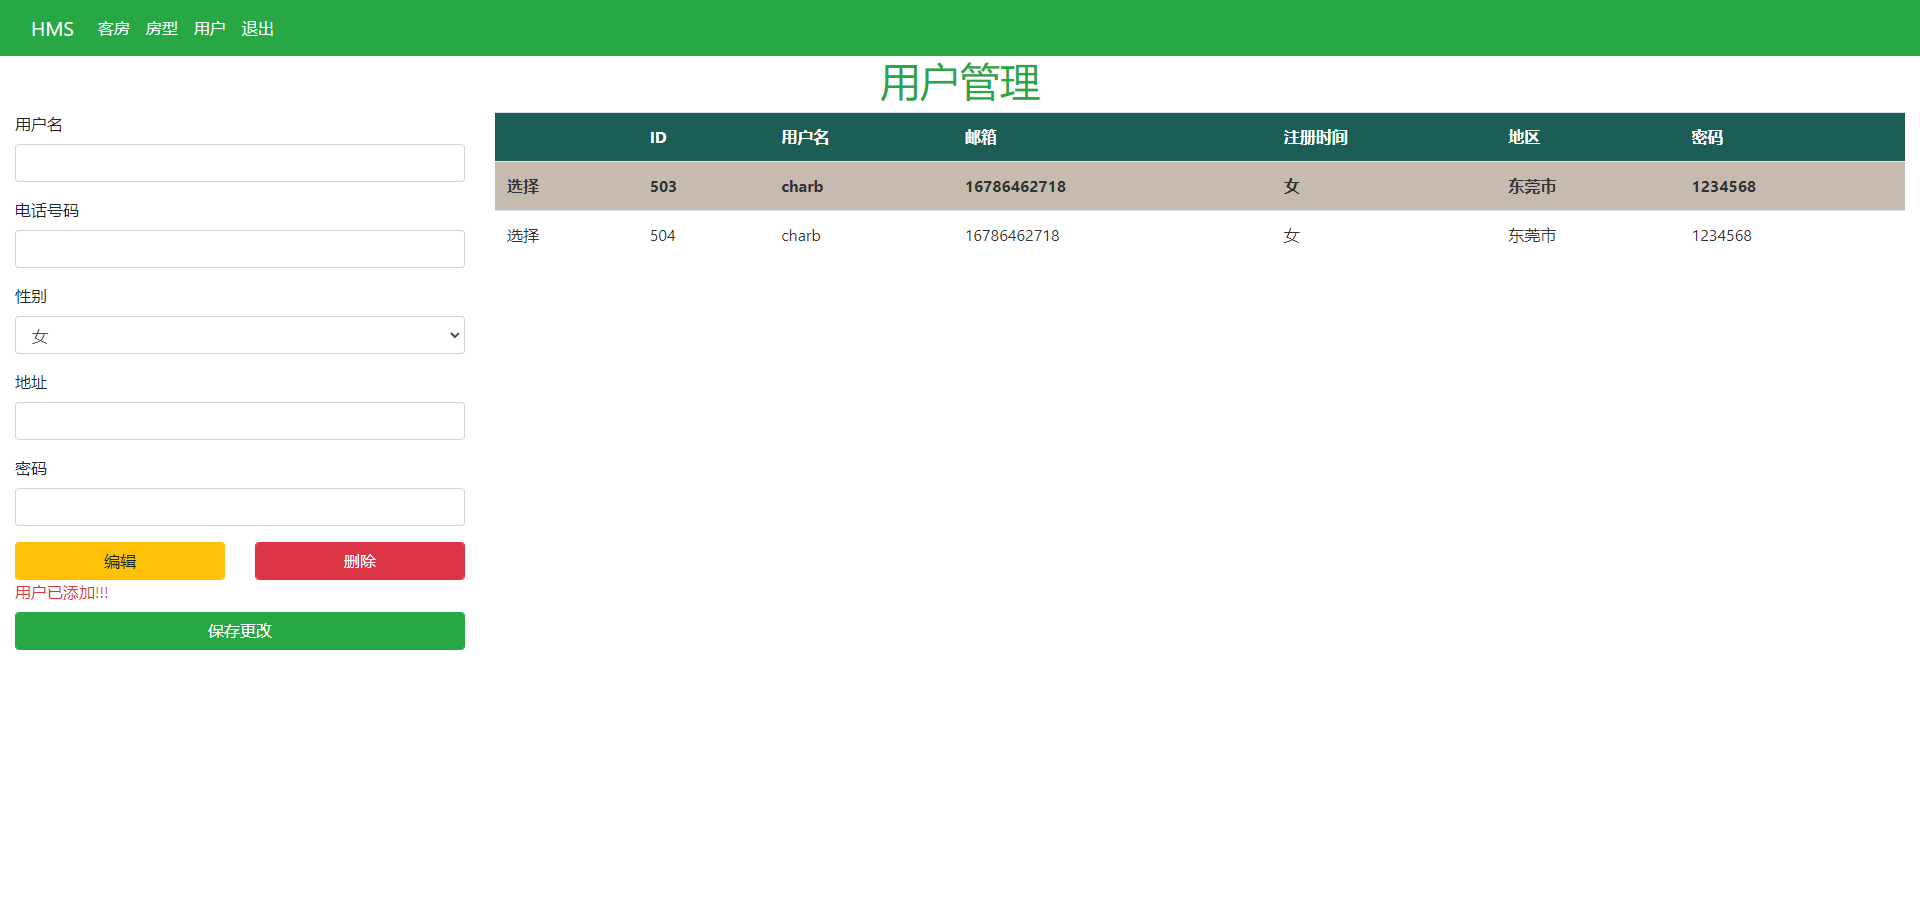 HMS 客房 房型 用户 退出
用户管理
用户名
电话号码
性别
女
地址
密码
编辑 删除
用户已添加!!!
保存更改
ID 用户名 邮箱 注册时间 地区 密码
选择 503 charb 16786462718 女 东莞市 1234568
选择 504 charb 16786462718 女 东莞市 1234568